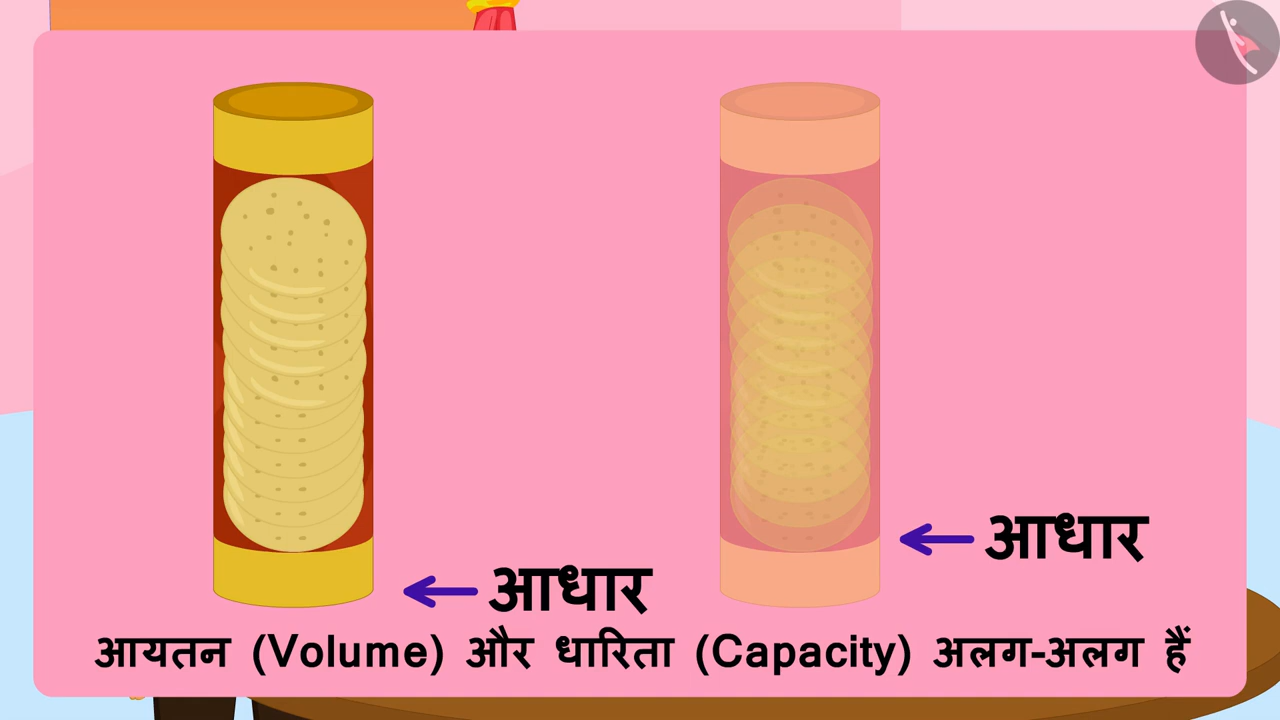 आधार
आधार
आयतन (Volume) और धारिता (Capacity) अलग-अलग हैं